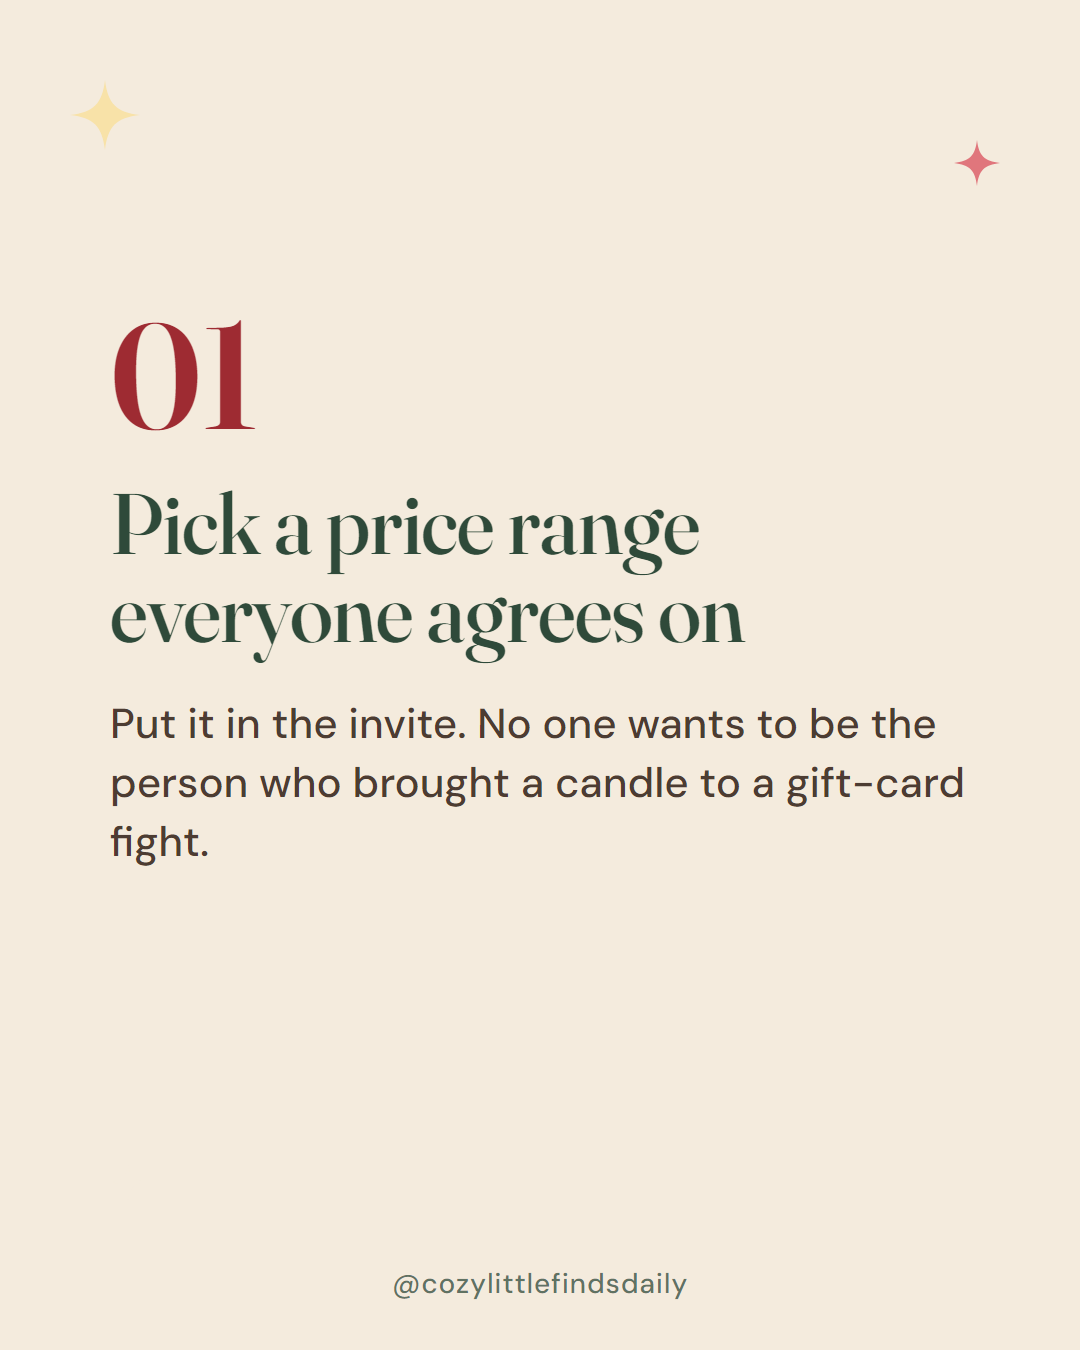 01
Pick a price range
everyone agrees on
Put it in the invite. No one wants to be the
person who brought a candle to a gift-card
fight.
@cozylittlefindsdaily